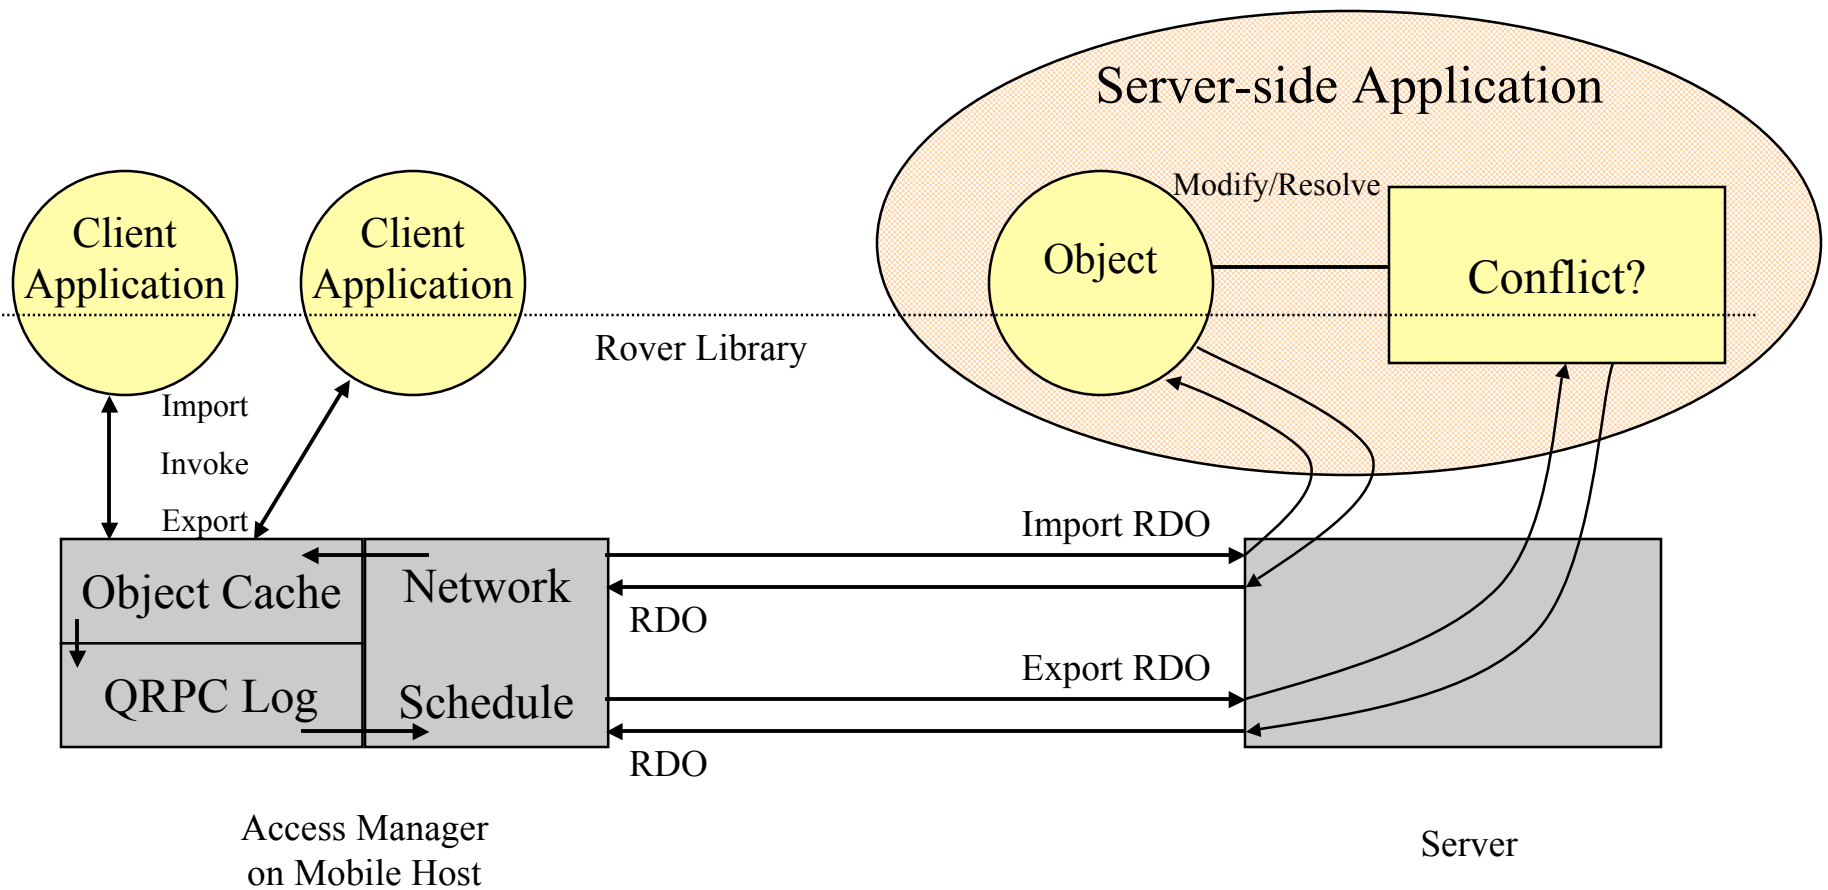 Server-side Application
Client
Application
Client
Application
Object
Modify/Resolve
Conflict?
Rover Library
Import
Invoke
Export
Import RDO
Object Cache
Network
RDO
Export RDO
QRPC Log
Schedule
RDO
Access Manager
on Mobile Host
Server